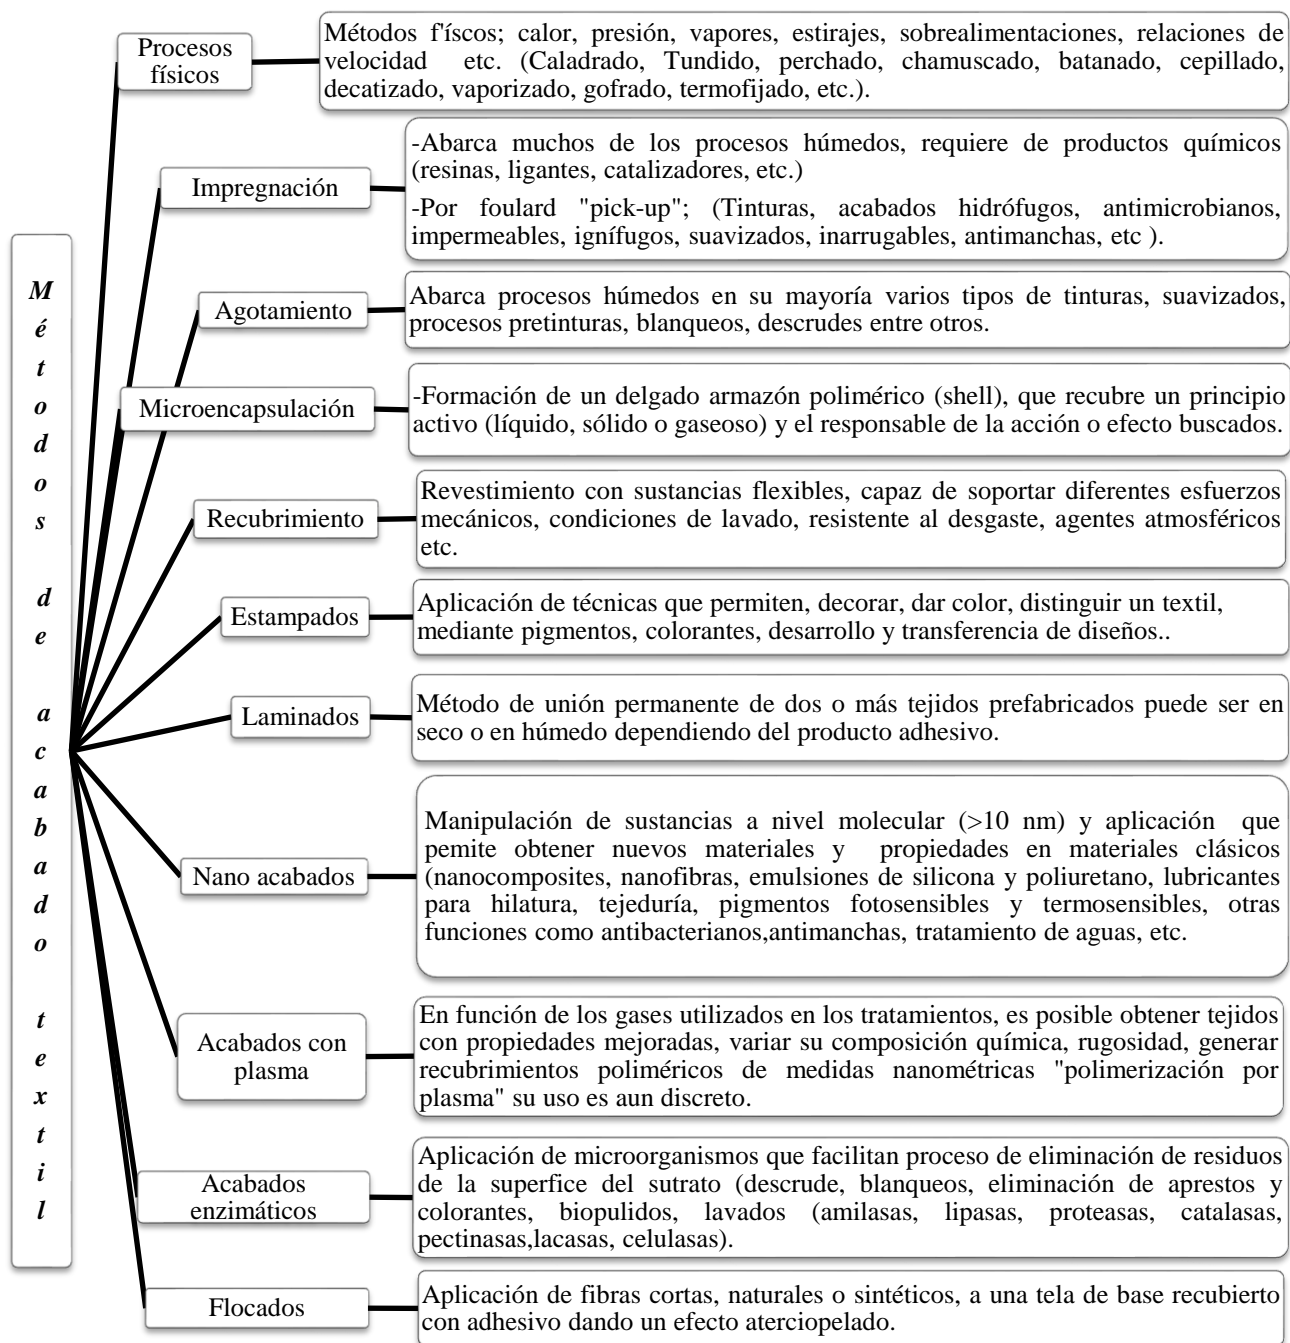 Métodos de acabado textil
Procesos
físicos
Métodos f'íscos; calor, presión, vapores, estirajes, sobrealimentaciones, relaciones de
velocidad etc. (Caladrado, Tundido, perchado, chamuscado, batanado, cepillado,
decatizado, vaporizado, gofrado, termofijado, etc.).
Impregnación
-Abarca muchos de los procesos húmedos, requiere de productos químicos
(resinas, ligantes, catalizadores, etc.)
-Por foulard "pick-up"; (Tinturas, acabados hidrófugos, antimicrobianos,
impermeables, ignífugos, suavizados, inarrugables, antimanchas, etc ).
Agotamiento
Abarca procesos húmedos en su mayoría varios tipos de tinturas, suavizados,
procesos pretinturas, blanqueos, descrudes entre otros.
Microencapsulación
-Formación de un delgado armazón polimérico (shell), que recubre un principio
activo (líquido, sólido o gaseoso) y el responsable de la acción o efecto buscados.
Recubrimiento
Revestimiento con sustancias flexibles, capaz de soportar diferentes esfuerzos
mecánicos, condiciones de lavado, resistente al desgaste, agentes atmosféricos
etc.
Estampados
Aplicación de técnicas que permiten, decorar, dar color, distinguir un textil,
mediante pigmentos, colorantes, desarrollo y transferencia de diseños..
Laminados
Método de unión permanente de dos o más tejidos prefabricados puede ser en
seco o en húmedo dependiendo del producto adhesivo.
Nano acabados
Manipulación de sustancias a nivel molecular (>10 nm) y aplicación que
pemite obtener nuevos materiales y propiedades en materiales clásicos
(nanocomposites, nanofibras, emulsiones de silicona y poliuretano, lubricantes
para hilatura, tejeduría, pigmentos fotosensibles y termosensibles, otras
funciones como antibacterianos,antimanchas, tratamiento de aguas, etc.
Acabados con
plasma
En función de los gases utilizados en los tratamientos, es posible obtener tejidos
con propiedades mejoradas, variar su composición química, rugosidad, generar
recubrimientos poliméricos de medidas nanométricas "polimerización por
plasma" su uso es aun discreto.
Acabados
enzimáticos
Aplicación de microorganismos que facilitan proceso de eliminación de residuos
de la superfice del sutrato (descrude, blanqueos, eliminación de aprestos y
colorantes, biopulidos, lavados (amilasas, lipasas, proteasas, catalasas,
pectinasas,lacasas, celulasas).
Flocados
Aplicación de fibras cortas, naturales o sintéticos, a una tela de base recubierto
con adhesivo dando un efecto aterciopelado.